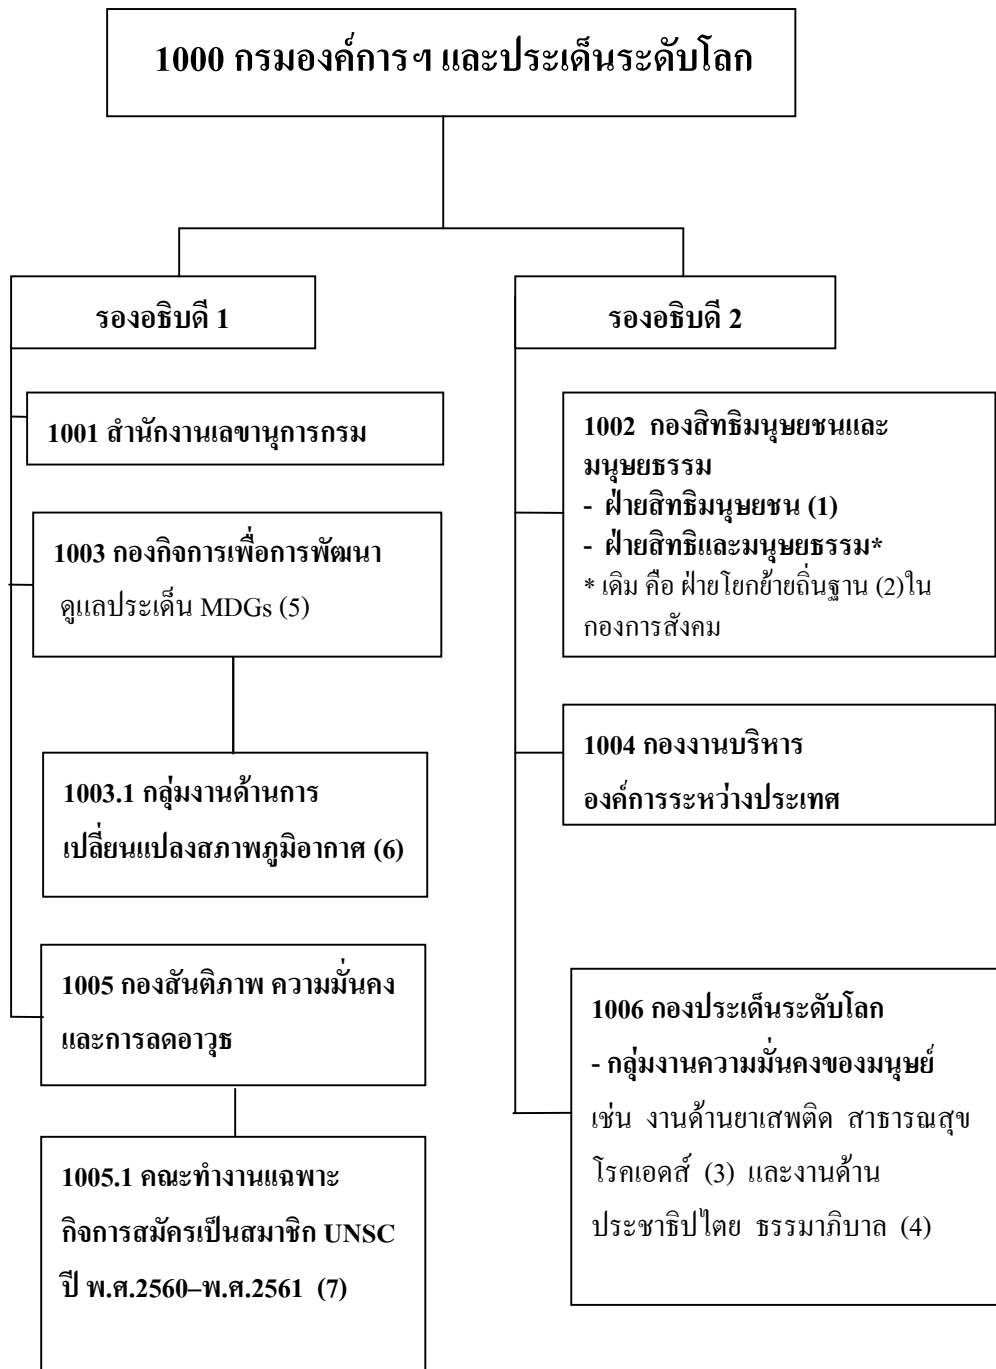 1000 กรมองค์การฯ และประเด็นระดับโลก
รองอธิบดี 1
1001 สำนักงานเลขานุการกรม
1003 กองกิจการเพื่อการพัฒนา
ดูแลประเด็น MDGs (5)
1003.1 กลุ่มงานด้านการ
เปลี่ยนแปลงสภาพภูมิอากาศ (6)
1005 กองสันติภาพ ความมั่นคง
และการลดอาวุธ
1005.1 คณะทำงานเฉพาะ
กิจการสมัครเป็นสมาชิก UNSC
ปี พ.ศ.2560–พ.ศ.2561 (7)
รองอธิบดี 2
1002 กองสิทธิมนุษยชนและ
มนุษยธรรม
- ฝ่ายสิทธิมนุษยชน (1)
- ฝ่ายสิทธิและมนุษยธรรม*
* เดิม คือ ฝ่ายโยกย้ายถิ่นฐาน (2)ใน
กองการสังคม
1004 กองงานบริหาร
องค์การระหว่างประเทศ
1006 กองประเด็นระดับโลก
- กลุ่มงานความมั่นคงของมนุษย์
เช่น งานด้านยาเสพติด สาธารณสุข
โรคเอดส์ (3) และงานด้าน
ประชาธิปไตย ธรรมาภิบาล (4)